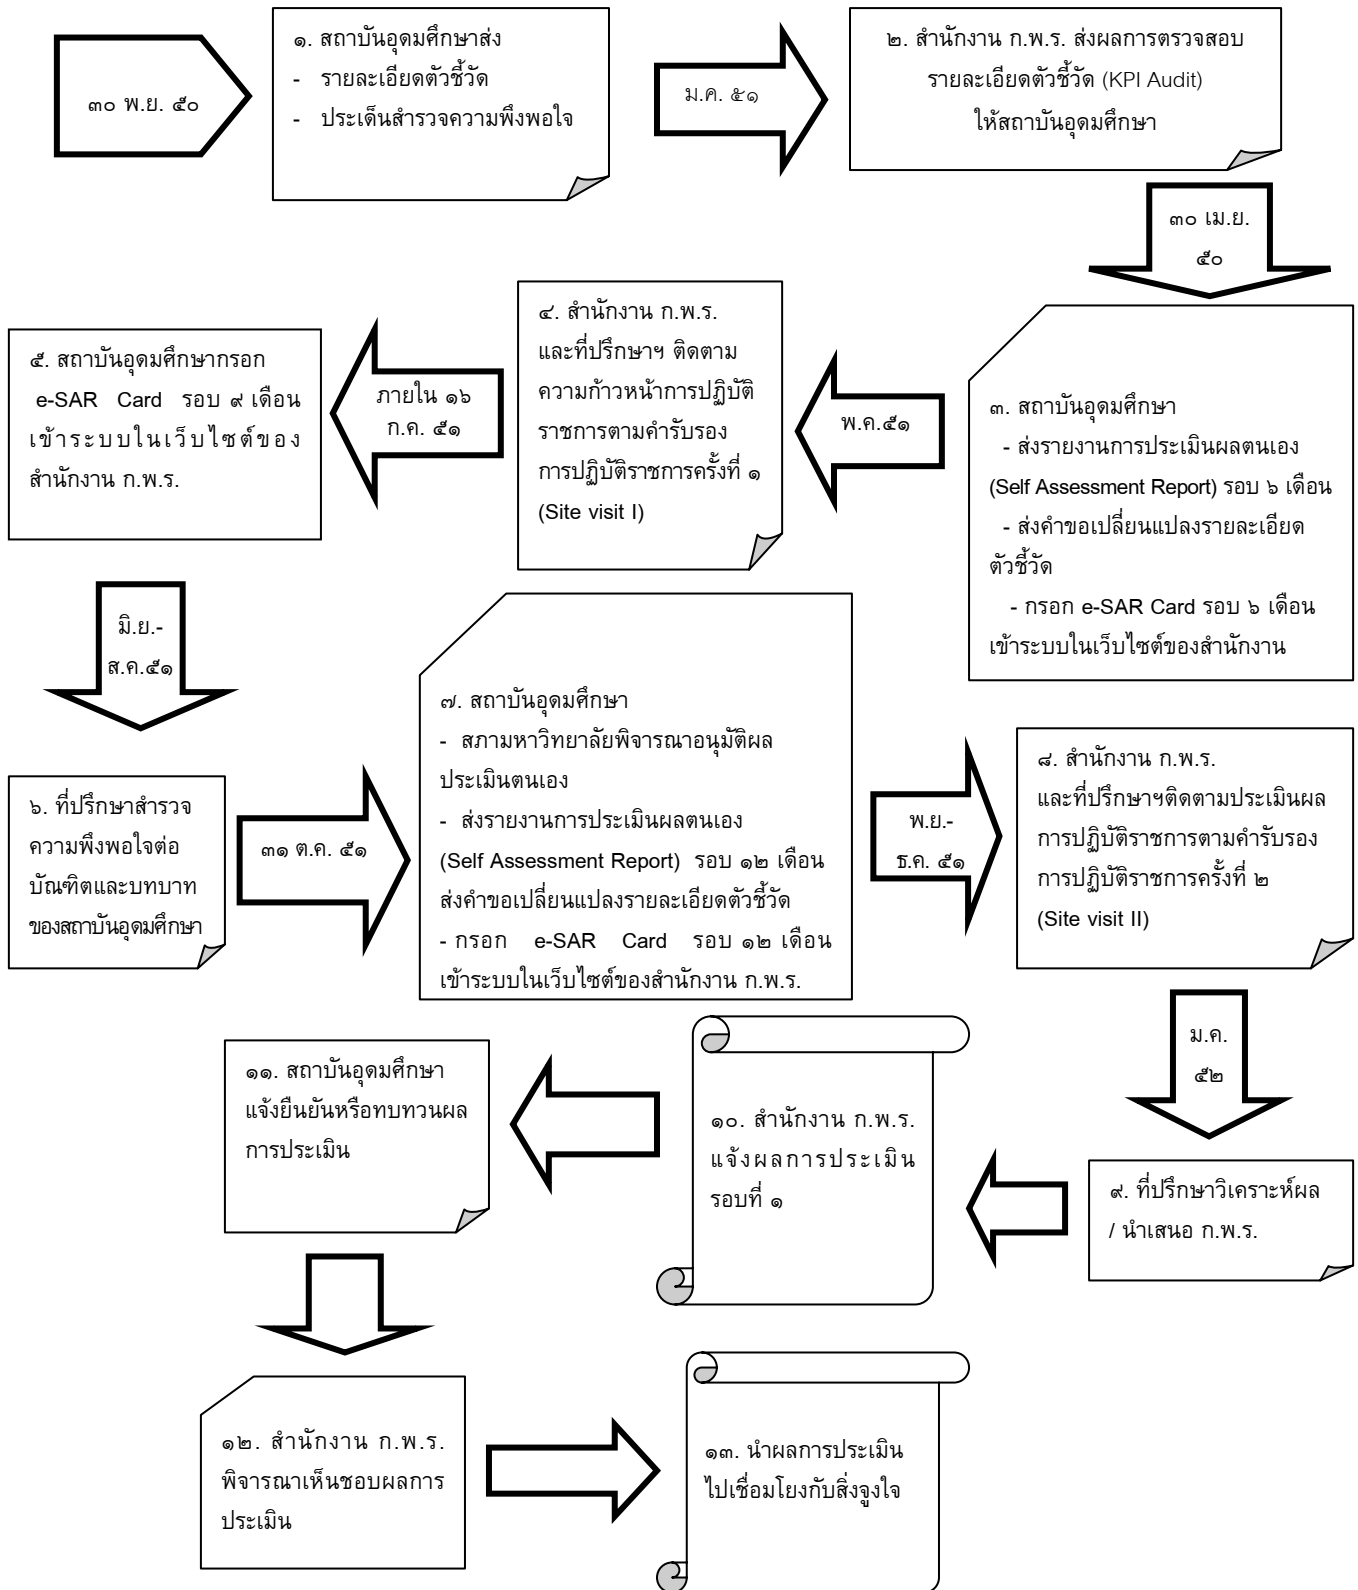 ๓๐ พ.ย. ๕๐
๑. สถาบันอุดมศึกษาส่ง
- รายละเอียดตัวชี้วัด
- ประเด็นสำรวจความพึงพอใจ
ม.ค. ๕๑
๒. สำนักงาน ก.พ.ร. ส่งผลการตรวจสอบ
รายละเอียดตัวชี้วัด (KPI Audit)
ให้สถาบันอุดมศึกษา
๓๐ เม.ย.
๕๐
๓. สถาบันอุดมศึกษา
- ส่งรายงานการประเมินผลตนเอง
(Self Assessment Report) รอบ ๖ เดือน
- ส่งคำขอเปลี่ยนแปลงรายละเอียด
ตัวชี้วัด
- กรอก e-SAR Card รอบ ๖ เดือน
เข้าระบบในเว็บไซต์ของสำนักงาน
พ.ค.๕๑
๔. สำนักงาน ก.พ.ร.
และที่ปรึกษาฯ ติดตาม
ความก้าวหน้าการปฏิบัติ
ราชการตามคำรับรอง
การปฏิบัติราชการครั้งที่ ๑
(Site visit I)
ภายใน ๑๖
ก.ค. ๕๑
๕. สถาบันอุดมศึกษากรอก
e-SAR Card รอบ ๙ เดือน
เข้าระบบในเว็บไซต์ของ
สำนักงาน ก.พ.ร.
มิ.ย.-
ส.ค.๕๑
๖. ที่ปรึกษาสำรวจ
ความพึงพอใจต่อ
บัณฑิตและบทบาท
ของสถาบันอุดมศึกษา
๓๑ ต.ค. ๕๑
๗. สถาบันอุดมศึกษา
- สภามหาวิทยาลัยพิจารณาอนุมัติผล
ประเมินตนเอง
- ส่งรายงานการประเมินผลตนเอง
(Self Assessment Report) รอบ ๑๒ เดือน
ส่งคำขอเปลี่ยนแปลงรายละเอียดตัวชี้วัด
- กรอก e-SAR Card รอบ ๑๒ เดือน
เข้าระบบในเว็บไซต์ของสำนักงาน ก.พ.ร.
พ.ย.-
ธ.ค. ๕๑
๘. สำนักงาน ก.พ.ร.
และที่ปรึกษาฯติดตามประเมินผล
การปฏิบัติราชการตามคำรับรอง
การปฏิบัติราชการครั้งที่ ๒
(Site visit II)
ม.ค.
๕๒
๙. ที่ปรึกษาวิเคราะห์ผล
/ นำเสนอ ก.พ.ร.
๑๐. สำนักงาน ก.พ.ร.
แจ้งผลการประเมิน
รอบที่ ๑
๑๑. สถาบันอุดมศึกษา
แจ้งยืนยันหรือทบทวนผล
การประเมิน
๑๒. สำนักงาน ก.พ.ร.
พิจารณาเห็นชอบผลการ
ประเมิน
๑๓. นำผลการประเมิน
ไปเชื่อมโยงกับสิ่งจูงใจ